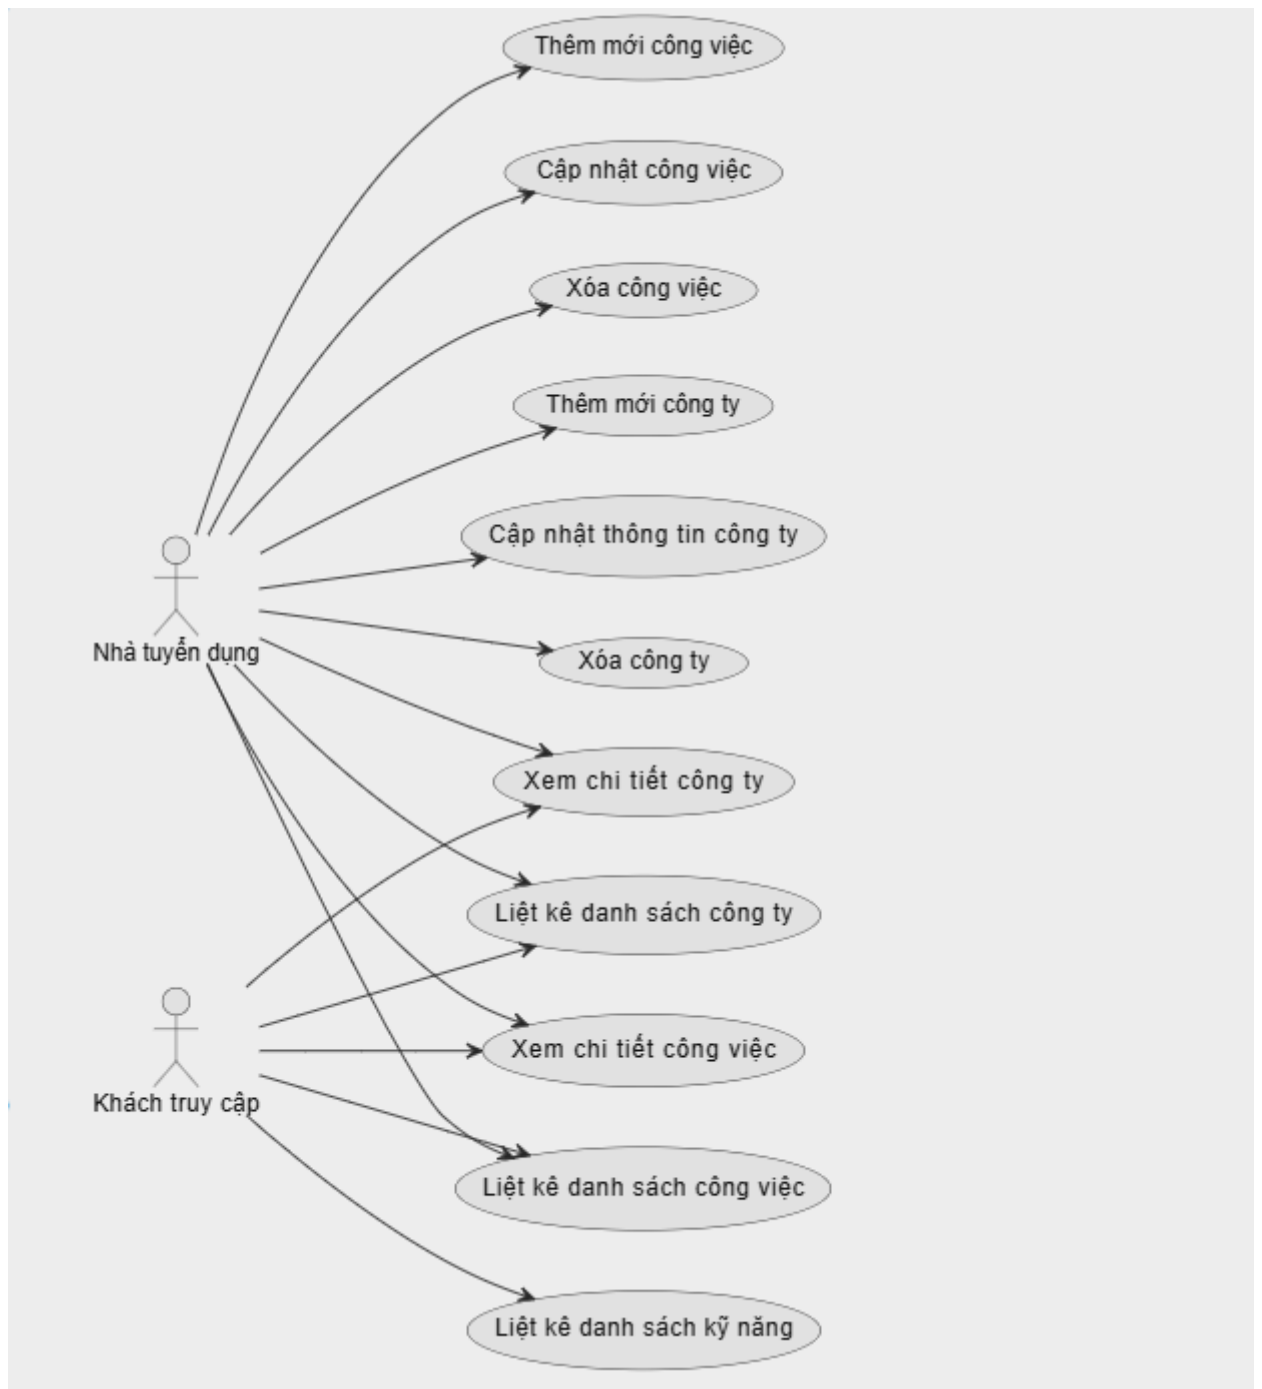 Thêm mới công việc
Cập nhật công việc
Xóa công việc
Thêm mới công ty
Cập nhật thông tin công ty
Nhà tuyển dụng
Xóa công ty
Xem chi tiết công ty
Liệt kê danh sách công ty
Xem chi tiết công việc
Khách truy cập
Liệt kê danh sách công việc
Liệt kê danh sách kỹ năng